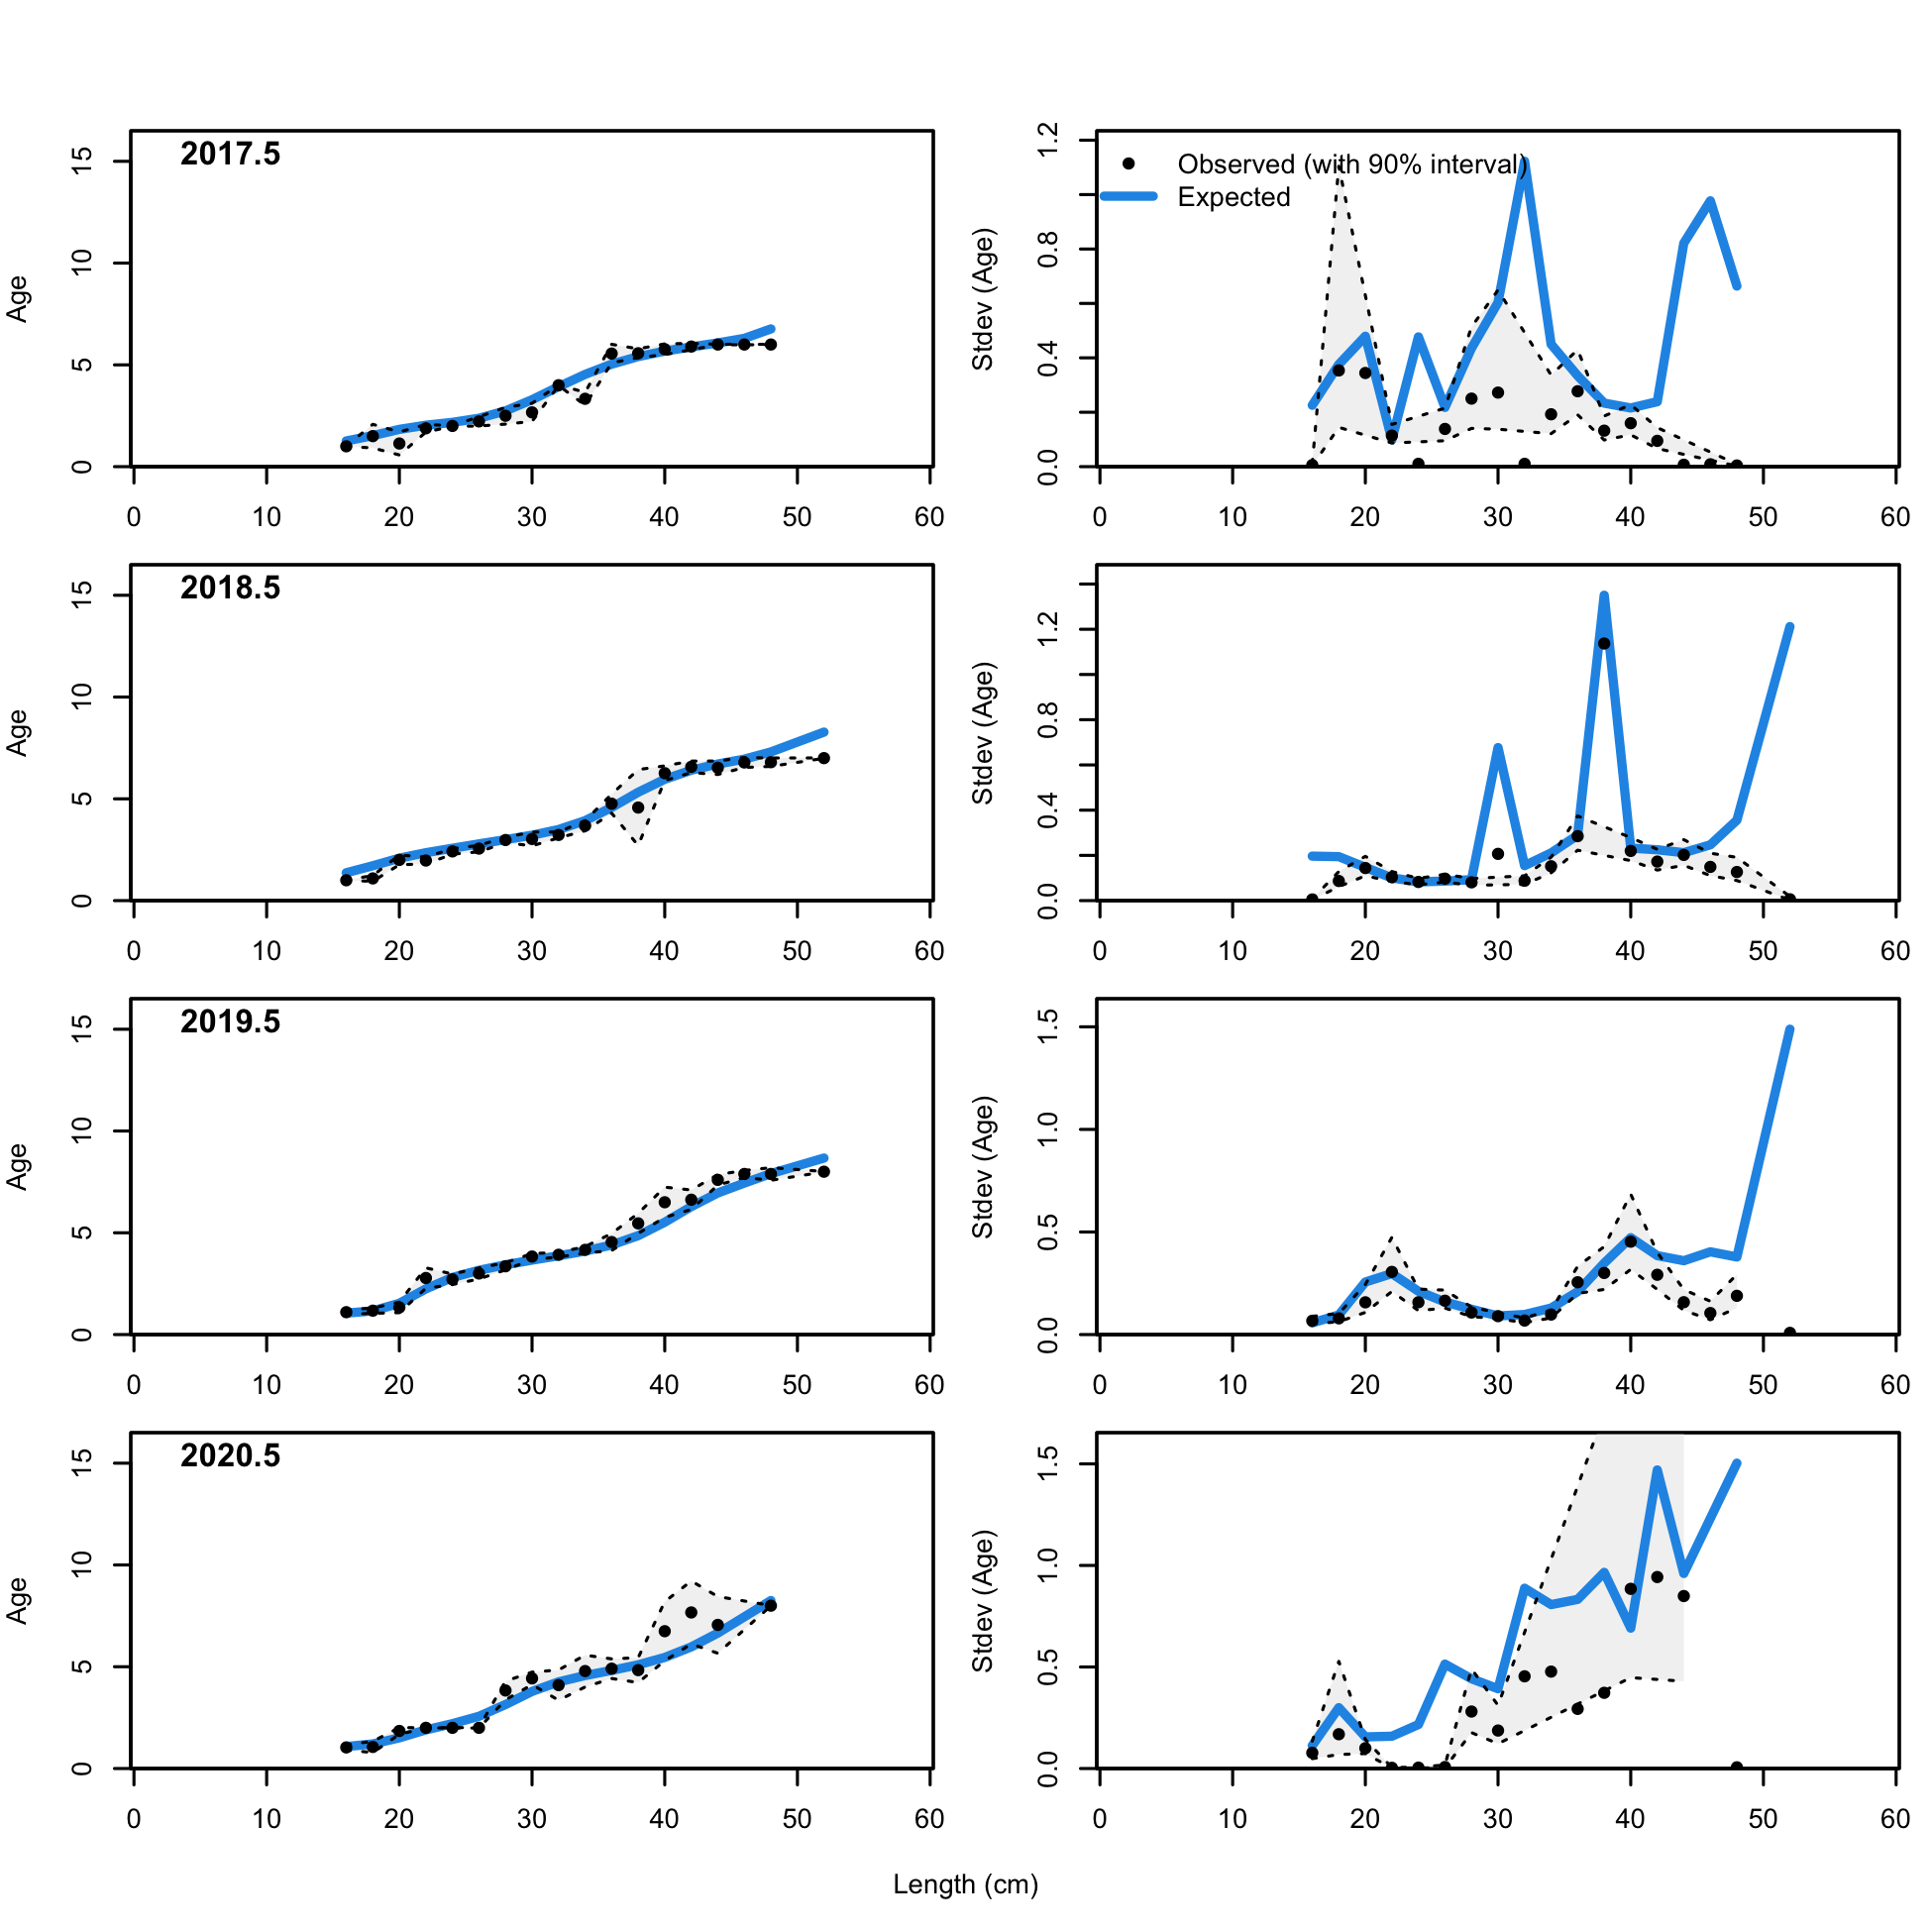 2017.5
Age
0 5 10 15
0 10 20 30 40 50 60
Observed (with 90% interval)
Expected
Stdev (Age)
0.0 0.4 0.8 1.2
0 10 20 30 40 50 60
2018.5
Age
0 5 10 15
0 10 20 30 40 50 60
Stdev (Age)
0.0 0.4 0.8 1.2
0 10 20 30 40 50 60
2019.5
Age
0 5 10 15
0 10 20 30 40 50 60
Stdev (Age)
0.0 0.5 1.0 1.5
0 10 20 30 40 50 60
2020.5
Age
0 5 10 15
0 10 20 30 40 50 60
Stdev (Age)
0.0 0.5 1.0 1.5
0 10 20 30 40 50 60
Length (cm)